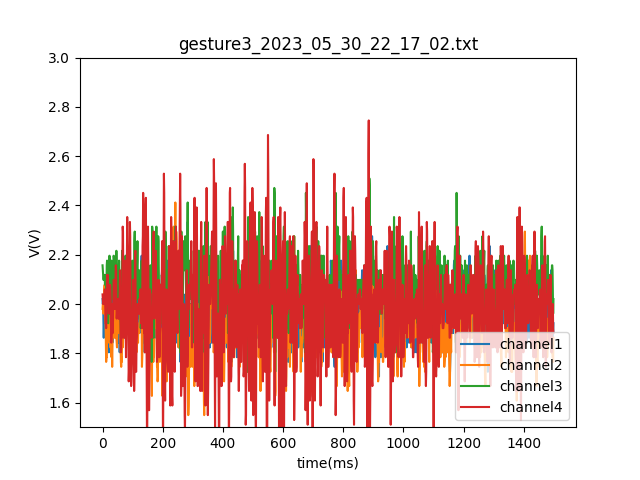 gesture3_2023_05_30_22_17_02.txt
3.0
2.8
2.6
2.4
2.2
2.0
1.8
1.6
V(V)
channel1
channel2
channel3
channel4
0 200 400 600 800 1000 1200 1400
time(ms)